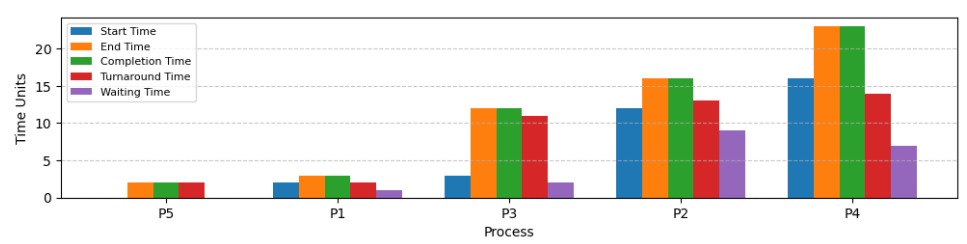 Start Time
End Time
Completion Time
Turnaround Time
Waiting Time
Time Units
20
15
10
5
0
P5 P1 P3 P2 P4
Process